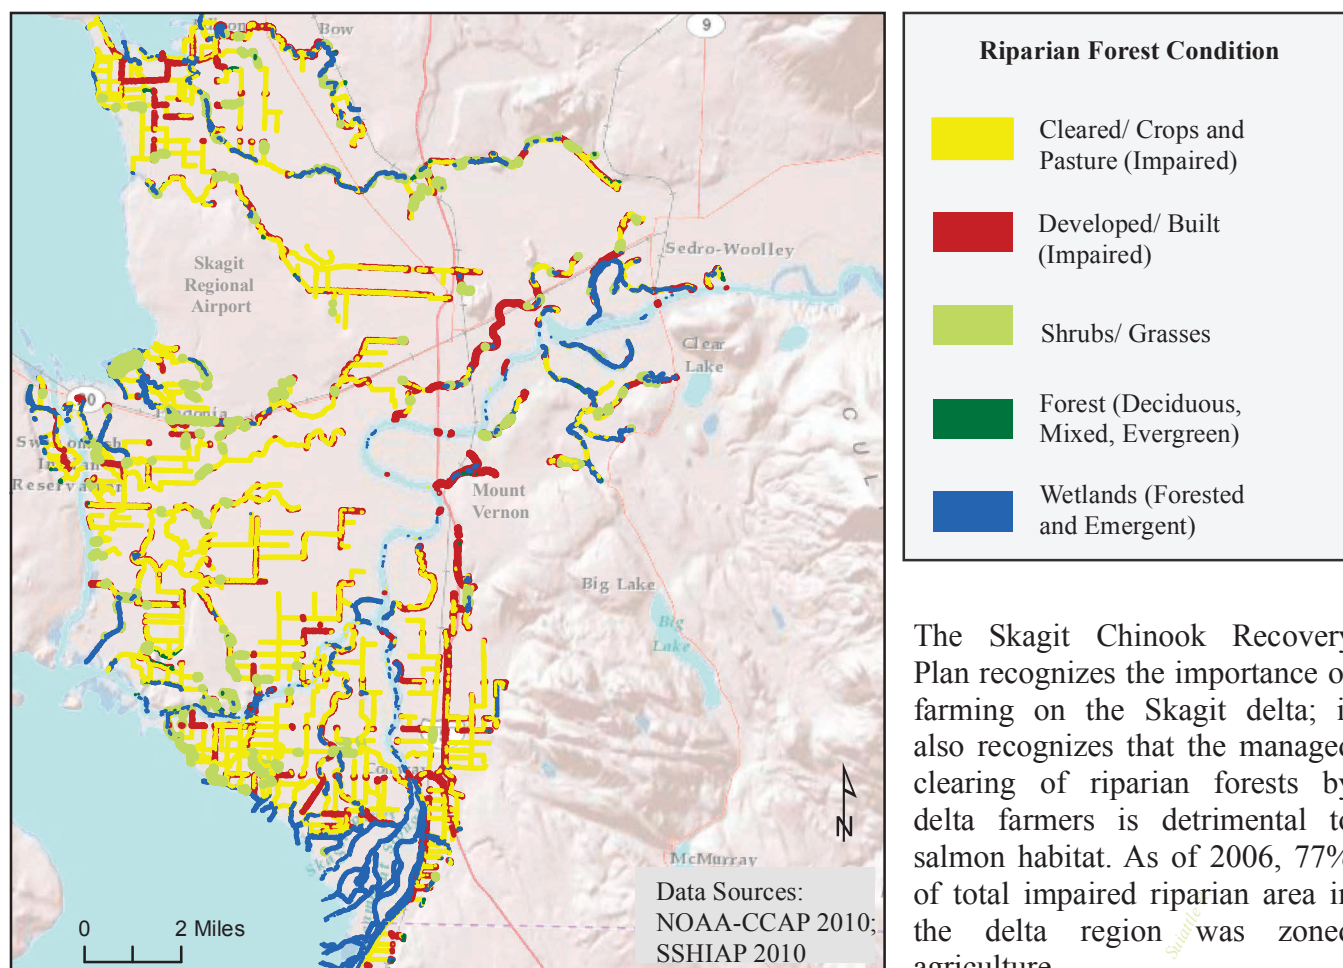 Bow
9
Sedro-Woolley
Skagit
Regional
Airport
Clear
Lake
Mount
Vernon
Big Lake
Big
Lake
McMurray
C U L
Reservation
N
0 2 Miles
Data Sources:
NOAA-CCAP 2010;
SSHIAP 2010
Riparian Forest Condition
Cleared/ Crops and
Pasture (Impaired)
Developed/ Built
(Impaired)
Shrubs/ Grasses
Forest (Deciduous,
Mixed, Evergreen)
Wetlands (Forested
and Emergent)
The Skagit Chinook Recovery
Plan recognizes the importance o
farming on the Skagit delta; i
also recognizes that the manage
clearing of riparian forests by
delta farmers is detrimental to
salmon habitat. As of 2006, 77%
of total impaired riparian area in
the delta region was zoned
agriculture